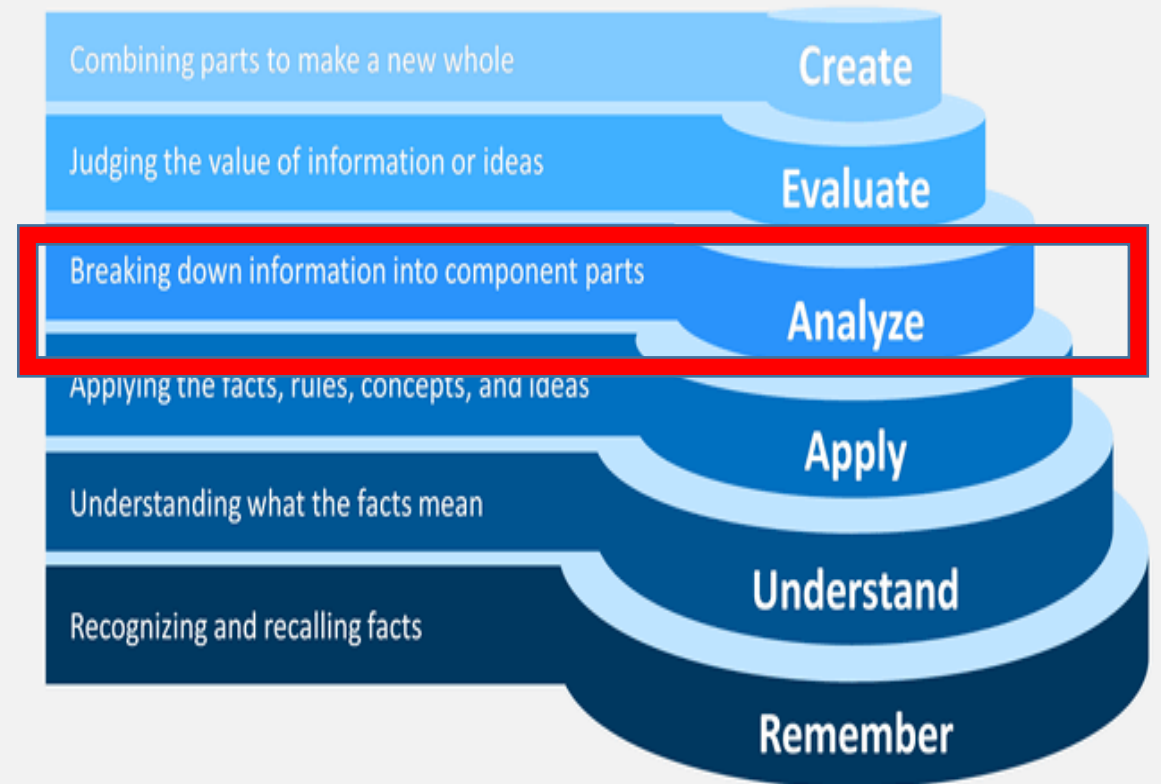 Combining parts to make a new whole
Create
Judging the value of information or ideas
Evaluate
Breaking down information into component parts
Analyze
Applying the facts, rules, concepts, and ideas
Apply
Understanding what the facts mean
Understand
Recognizing and recalling facts
Remember